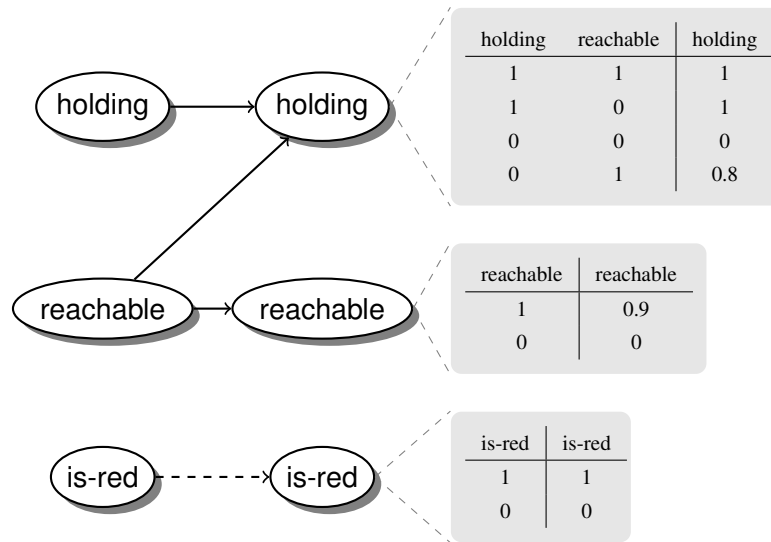 holding holding
holding reachable holding
1 1 1
1 0 1
0 0 0
0 1 0.8
reachable reachable
reachable reachable
1 0.9
0 0
is-red is-red
is-red is-red
1 1
0 0